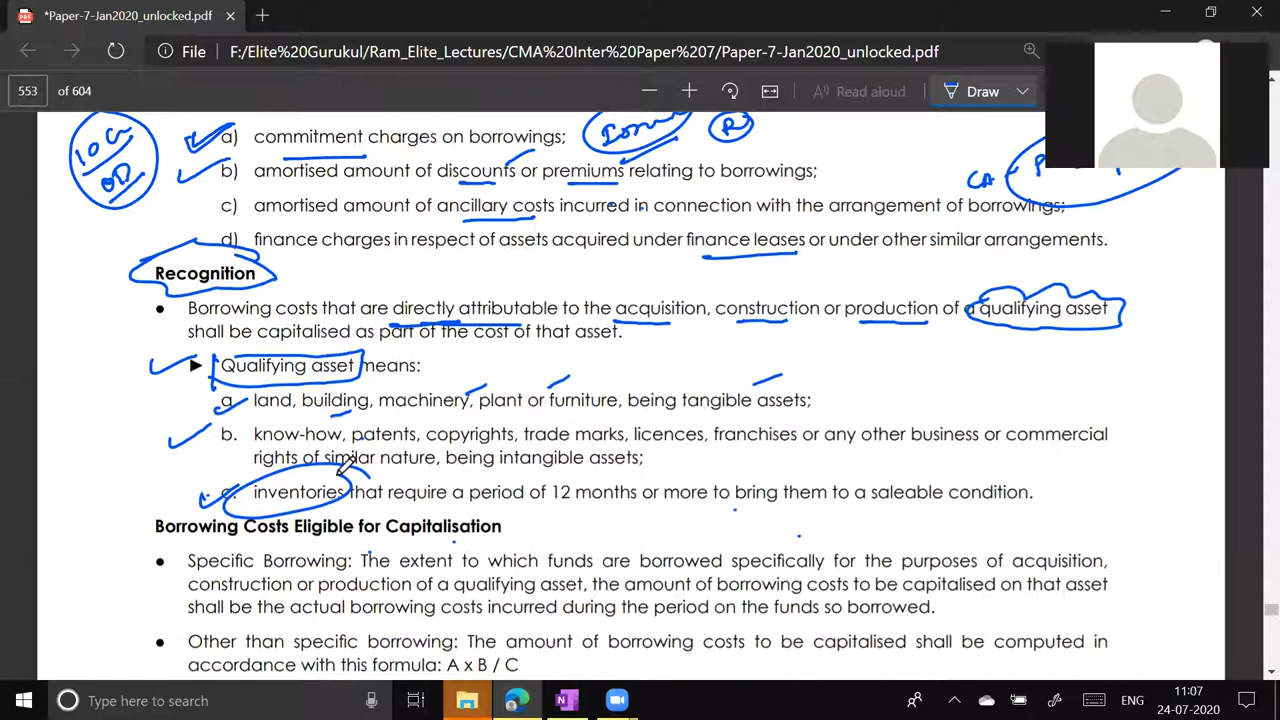 *Paper-7-Jan2020_unlocked.pdf
File F:/Elite%20Gurukul/Ram_Elite_Lectures/CMA%20Inter%20Paper%207/Paper-7-Jan2020_unlocked.pdf
553 of 604 Read aloud Draw
a) commitment charges on borrowings;
b) amortised amount of discounts or premiums relating to borrowings;
c) amortised amount of ancillary costs incurred in connection with the arrangement of borrowings;
d) finance charges in respect of assets acquired under finance leases or under other similar arrangements.
Recognition
• Borrowing costs that are directly attributable to the acquisition, construction or production of a qualifying asset
shall be capitalised as part of the cost of that asset.
► Qualifying asset means:
a. land, building, machinery, plant or furniture, being tangible assets;
b. know-how, patents, copyrights, trade marks, licences, franchises or any other business or commercial
rights of similar nature, being intangible assets;
c. inventories that require a period of 12 months or more to bring them to a saleable condition.
Borrowing Costs Eligible for Capitalisation
• Specific Borrowing: The extent to which funds are borrowed specifically for the purposes of acquisition,
construction or production of a qualifying asset, the amount of borrowing costs to be capitalised on that asset
shall be the actual borrowing costs incurred during the period on the funds so borrowed.
• Other than specific borrowing: The amount of borrowing costs to be capitalised shall be computed in
accordance with this formula: A x B / C
Type here to search
ENG
11:07
24-07-2020